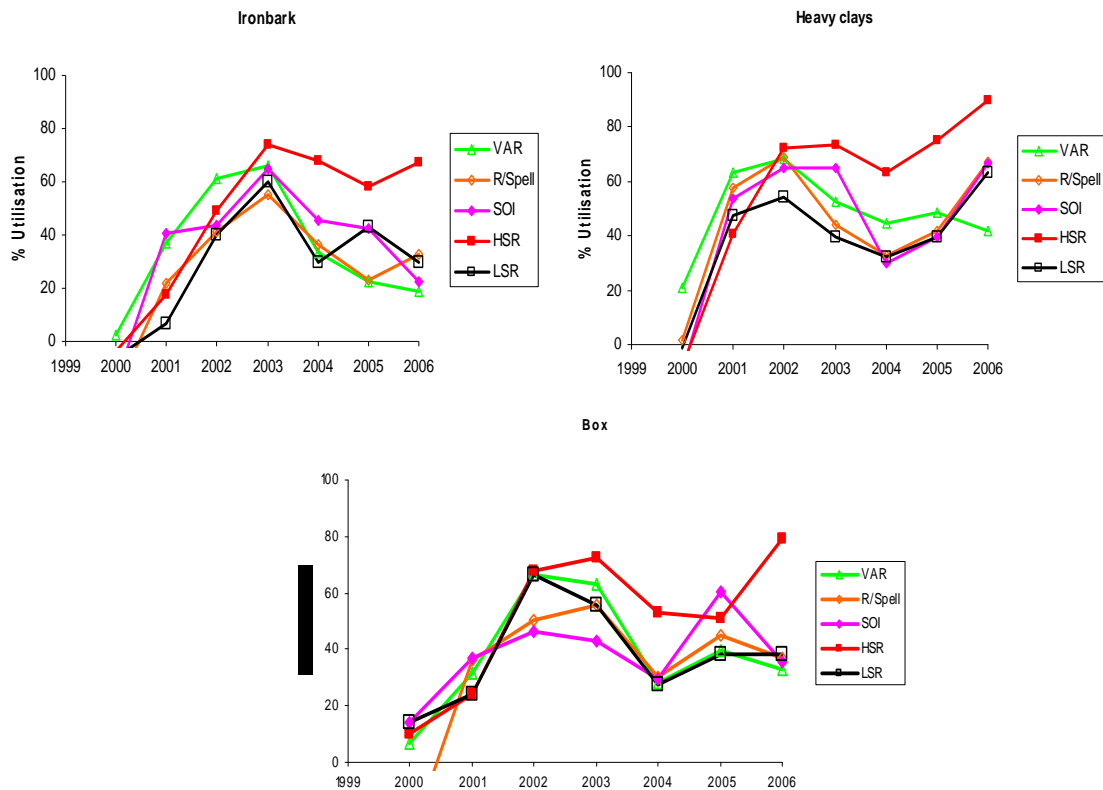 Ironbark
% Utilisation
100
80
60
40
20
0
1999 2000 2001 2002 2003 2004 2005 2006
VAR
R/Spell
SOI
HSR
LSR
Heavy clays
% Utilisation
100
80
60
40
20
0
1999 2000 2001 2002 2003 2004 2005 2006
VAR
R/Spell
SOI
HSR
LSR
Box
100
80
60
40
20
0
1999 2000 2001 2002 2003 2004 2005 2006
VAR
R/Spell
SOI
HSR
LSR